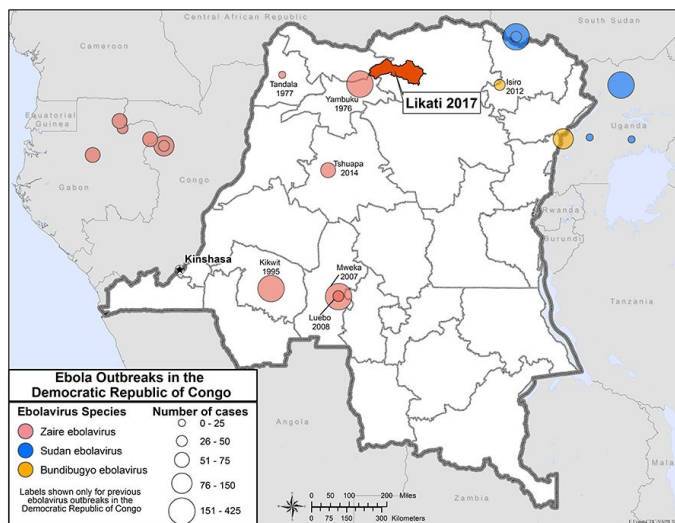 Central African Republic
South Sudan
Cameroon
Tandala
1977
Yambuku
1976
Isiro
2012
Likati 2017
Equatorial
Guinea
Uganda
Tshuapa
2014
Gabon
Congo
Rwanda
Burundi
Kinshasa
Kikwit
1995
Mweka
2007
Luebo
2008
Tanzania
Ebola Outbreaks in the
Democratic Republic of Congo
Ebolavirus Species
Zaire ebolavirus
Sudan ebolavirus
Bundibugyo ebolavirus
Labels shown only for previous
ebolavirus outbreaks in the
Democratic Republic of Congo
Number of cases
0 - 25
26 - 50
51 - 75
76 - 150
151 - 425
Angola
Zambia
0 50 100 200 Miles
0 75 150 300 Kilometers